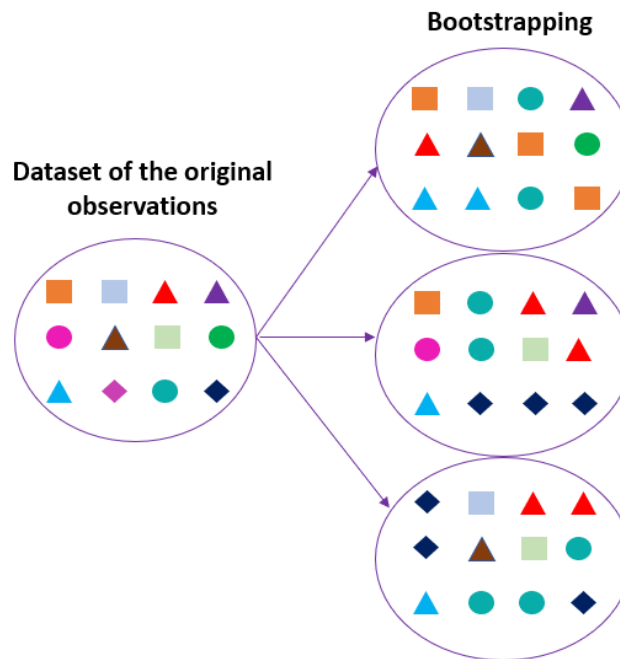 Bootstrapping
Dataset of the original
observations